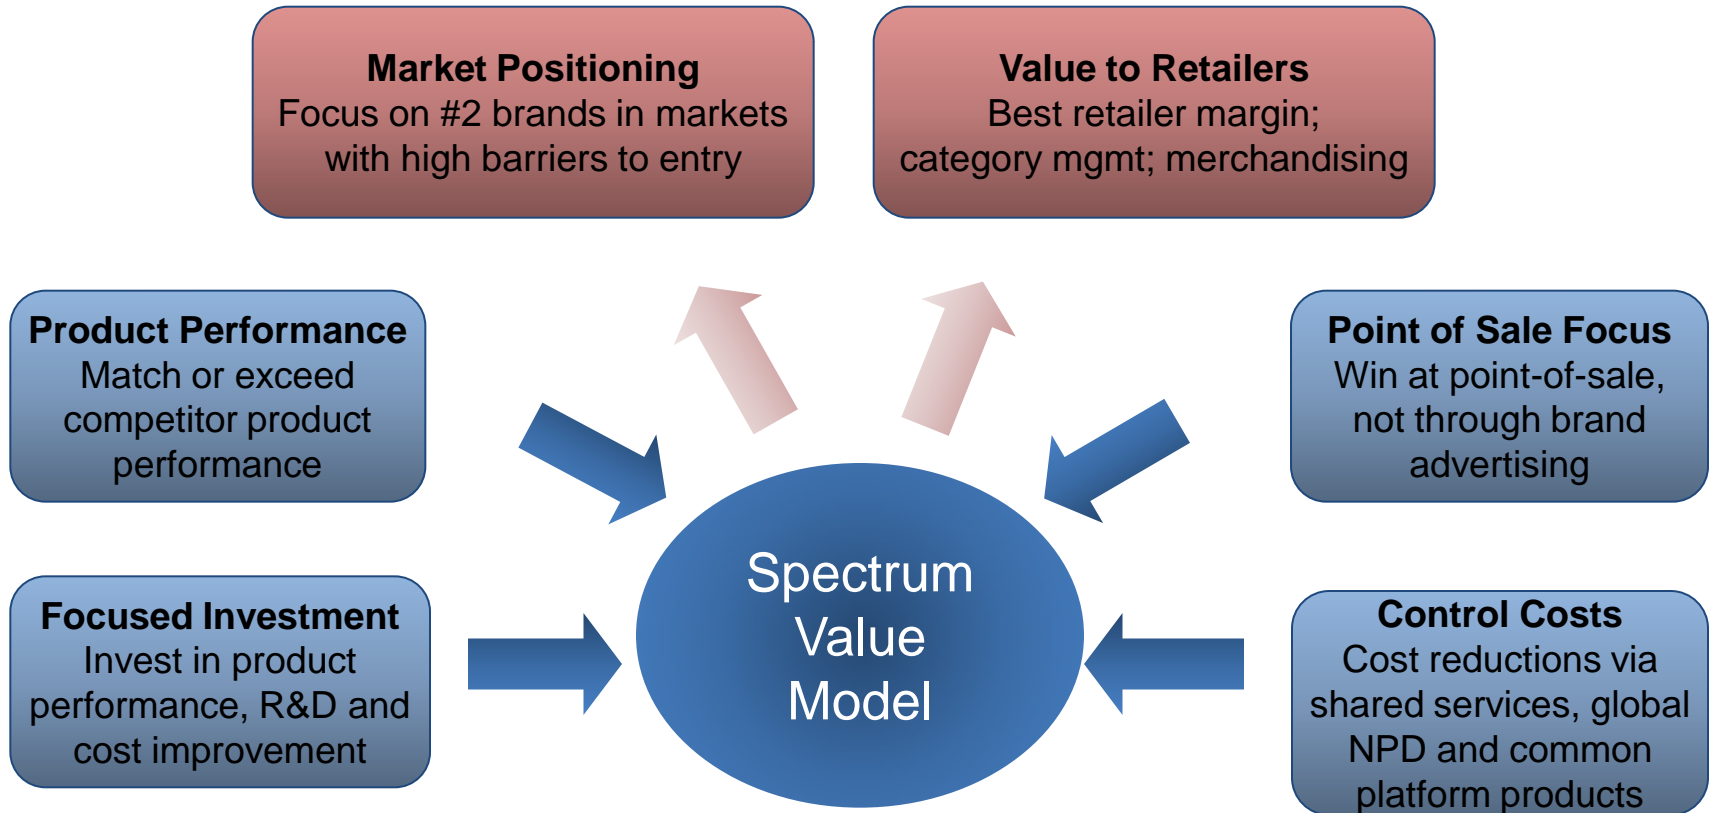 Market Positioning
Focus on #2 brands in markets
with high barriers to entry
Value to Retailers
Best retailer margin;
category mgmt; merchandising
Product Performance
Match or exceed
competitor product
performance
Point of Sale Focus
Win at point-of-sale,
not through brand
advertising
Focused Investment
Invest in product
performance, R&D and
cost improvement
Spectrum
Value
Model
Control Costs
Cost reductions via
shared services, global
NPD and common
platform products